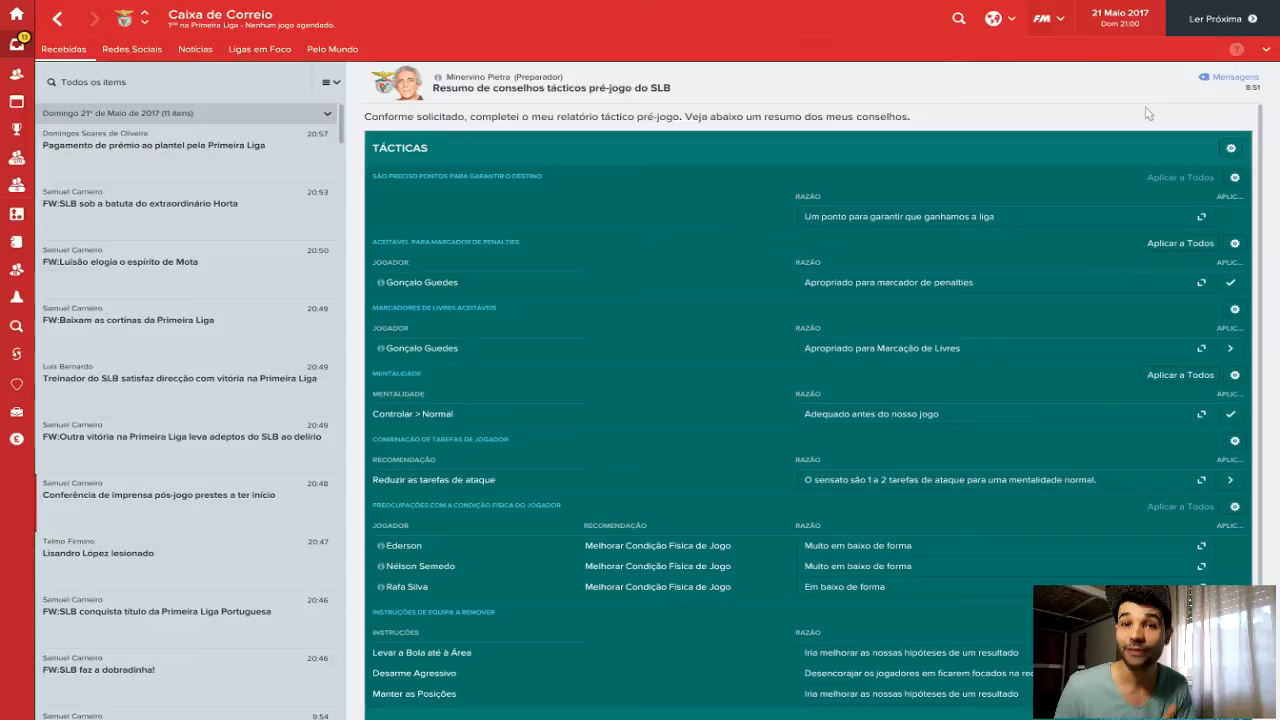 Caixa de Correio
1ºº na Primeira Liga - Nenhum jogo agendado.
FM
21 Maio 2017
Dom 21:00
Ler Próxima
13
Recebidas
Redes Sociais
Notícias
Ligas em Foco
Pelo Mundo
Todos os items
Domingo 21º de Maio de 2017 (11 itens)
Domingos Soares de Oliveira 20:57
Pagamento de prémio ao plantel pela Primeira Liga
Samuel Carneiro 20:53
FW:SLB sob a batuta do extraordinário Horta
Samuel Carneiro 20:50
FW:Luisão elogia o espírito de Mota
Samuel Carneiro 20:49
FW:Baixam as cortinas da Primeira Liga
Luís Bernardo 20:49
Treinador do SLB satisfaz direcção com vitória na Primeira Liga
Samuel Carneiro 20:49
FW:Outra vitória na Primeira Liga leva adeptos do SLB ao delírio
Samuel Carneiro 20:48
Conferência de imprensa pós-jogo prestes a ter início
Telmo Firmino 20:47
Lisandro López lesionado
Samuel Carneiro 20:46
FW:SLB conquista título da Primeira Liga Portuguesa
Samuel Carneiro 20:46
FW:SLB faz a dobradinha!
Samuel Carneiro 9:54
Minervino Pietra (Preparador)
Resumo de conselhos tácticos pré-jogo do SLB
Mensagens
8:51
Conforme solicitado, completei o meu relatório táctico pré-jogo. Veja abaixo um resumo dos meus conselhos.
TÁCTICAS
SÃO PRECISO PONTOS PARA GARANTIR O DESTINO
Aplicar a Todos
RAZÃO APLIC...
Um ponto para garantir que ganhamos a liga
ACEITÁVEL PARA MARCADOR DE PENALTIES
Aplicar a Todos
JOGADOR RAZÃO APLIC...
Gonçalo Guedes Apropriado para marcador de penalties
MARCADORES DE LIVRES ACEITÁVEIS
JOGADOR RAZÃO APLIC...
Gonçalo Guedes Apropriado para Marcação de Livres
MENTALIDADE
Aplicar a Todos
MENTALIDADE RAZÃO APLIC...
Controlar > Normal Adequado antes do nosso jogo
COMBINAÇÃO DE TAREFAS DE JOGADOR
RECOMENDAÇÃO RAZÃO APLIC...
Reduzir as tarefas de ataque O sensato são 1 a 2 tarefas de ataque para uma mentalidade normal.
PREOCUPAÇÕES COM A CONDIÇÃO FÍSICA DO JOGADOR
Aplicar a Todos
JOGADOR RECOMENDAÇÃO RAZÃO APLIC...
Ederson Melhorar Condição Física de Jogo Muito em baixo de forma
Nélson Semedo Melhorar Condição Física de Jogo Muito em baixo de forma
Rafa Silva Melhorar Condição Física de Jogo Em baixo de forma
INSTRUÇÕES DE EQUIPA A REMOVER
INSTRUÇÕES RAZÃO
Levar a Bola até à Área Iria melhorar as nossas hipóteses de um resultado
Desarme Agressivo Desencorajar os jogadores em ficarem focados na
Manter as Posições Iria melhorar as nossas hipóteses de um resultado